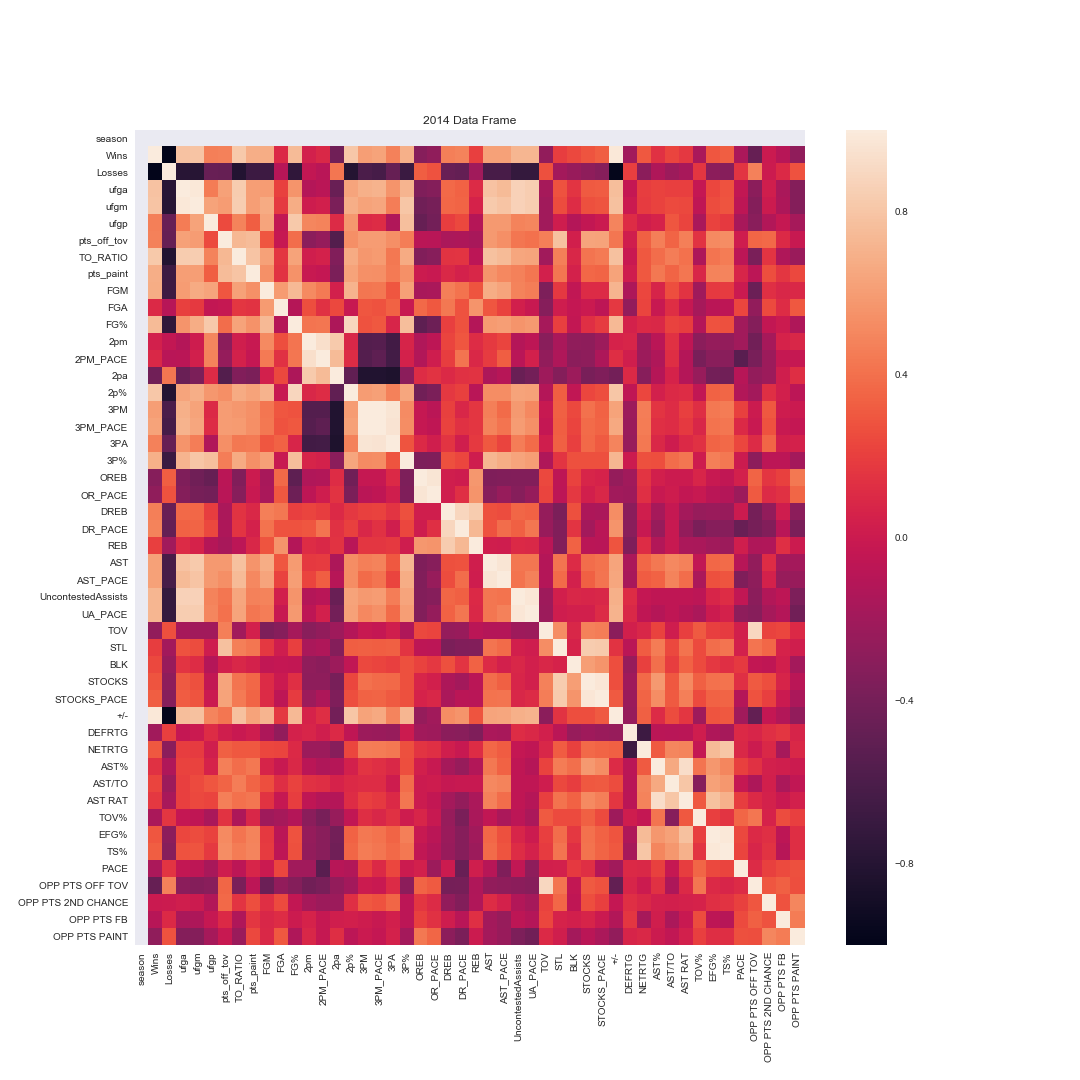 2014 Data Frame
season
Wins
Losses
ufga
ufgm
ufgp
pts_off_tov
TO_RATIO
pts_paint
FGM
FGA
FG%
2pm
2PM_PACE
2pa
2p%
3PM
3PM_PACE
3PA
3P%
OREB
OR_PACE
DREB
DR_PACE
REB
AST
AST_PACE
UncontestedAssists
UA_PACE
TOV
STL
BLK
STOCKS
STOCKS_PACE
+/-
DEFRTG
NETRTG
AST%
AST/TO
AST RAT
TOV%
EFG%
TS%
PACE
OPP PTS OFF TOV
OPP PTS 2ND CHANCE
OPP PTS FB
OPP PTS PAINT
season
Wins
Losses
ufga
ufgm
ufgp
pts_off_tov
TO_RATIO
pts_paint
FGM
FGA
FG%
2pm
2PM_PACE
2pa
2p%
3PM
3PM_PACE
3PA
3P%
OREB
OR_PACE
DREB
DR_PACE
REB
AST
AST_PACE
UncontestedAssists
UA_PACE
TOV
STL
BLK
STOCKS
STOCKS_PACE
+/-
DEFRTG
NETRTG
AST%
AST/TO
AST RAT
TOV%
EFG%
TS%
PACE
OPP PTS OFF TOV
OPP PTS 2ND CHANCE
OPP PTS FB
OPP PTS PAINT
0.8
0.4
0.0
−0.4
−0.8